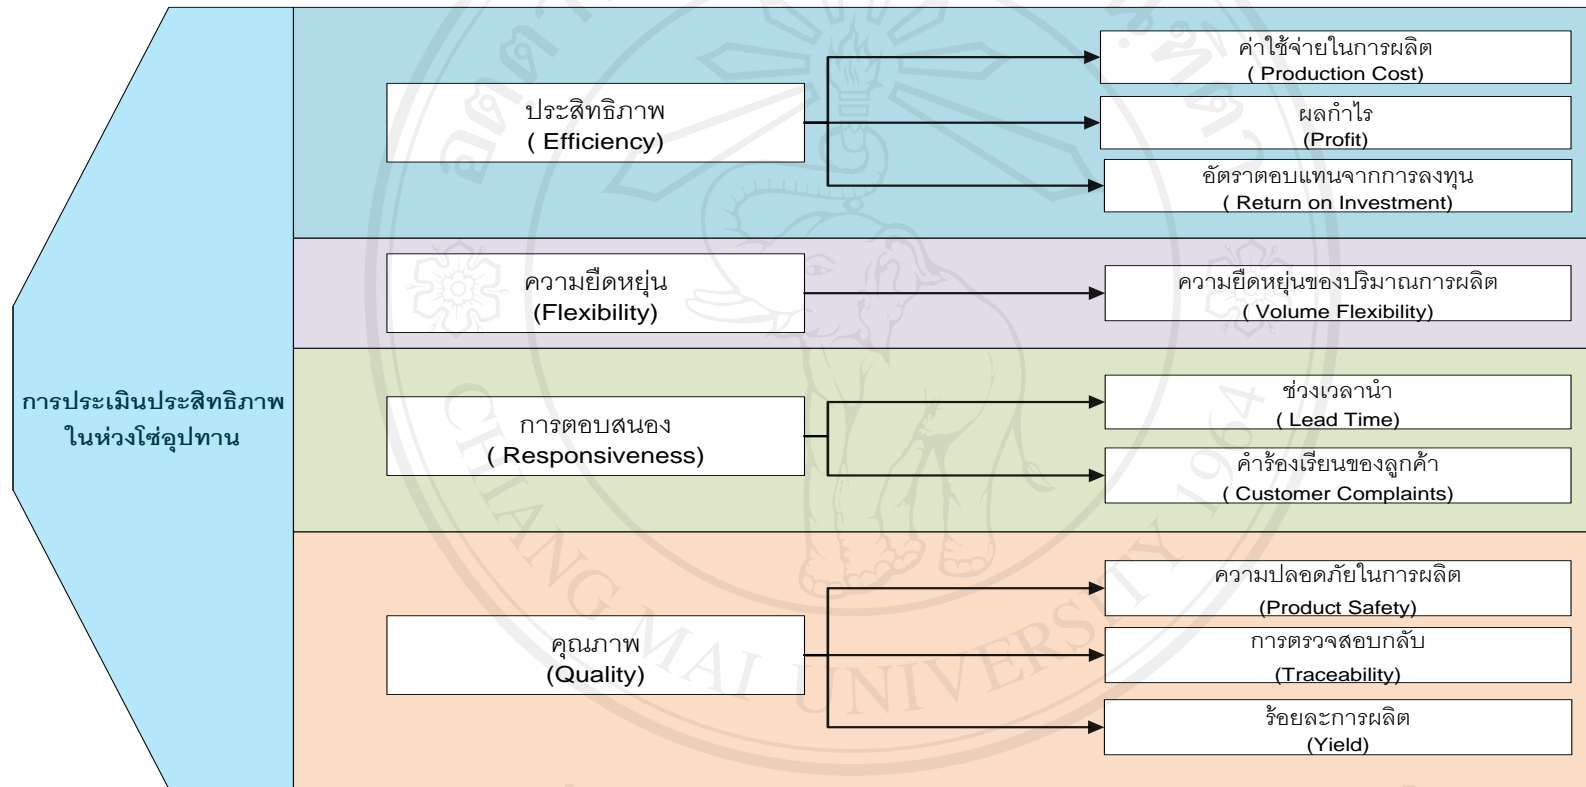 การประเมินประสิทธิภาพ
ในห่วงโซ่อุปทาน
ประสิทธิภาพ
( Efficiency)
ค่าใช้จ่ายในการผลิต
( Production Cost)
ผลกำไร
(Profit)
อัตราตอบแทนจากการลงทุน
( Return on Investment)
ความยืดหยุ่น
(Flexibility)
ความยืดหยุ่นของปริมาณการผลิต
( Volume Flexibility)
การตอบสนอง
( Responsiveness)
ช่วงเวลานำ
( Lead Time)
คำร้องเรียนของลูกค้า
( Customer Complaints)
คุณภาพ
(Quality)
ความปลอดภัยในการผลิต
(Product Safety)
การตรวจสอบกลับ
(Traceability)
ร้อยละการผลิต
(Yield)
CHIANG MAI UNIVERSITY 1964